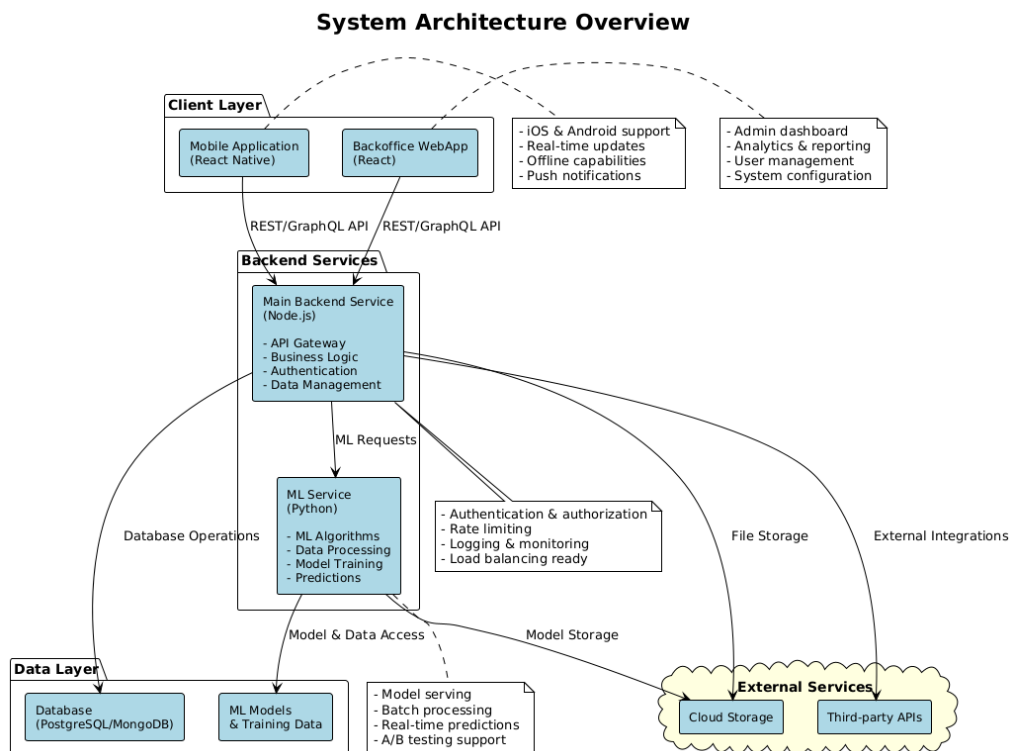 System Architecture Overview
Client Layer
Mobile Application
(React Native)
Backoffice WebApp
(React)
- iOS & Android support
- Real-time updates
- Offline capabilities
- Push notifications
- Admin dashboard
- Analytics & reporting
- User management
- System configuration
REST/GraphQL API
REST/GraphQL API
Backend Services
Main Backend Service
(Node.js)
- API Gateway
- Business Logic
- Authentication
- Data Management
ML Requests
ML Service
(Python)
- ML Algorithms
- Data Processing
- Model Training
- Predictions
- Authentication & authorization
- Rate limiting
- Logging & monitoring
- Load balancing ready
Database Operations
File Storage
External Integrations
Model & Data Access
Model Storage
Data Layer
Database
(PostgreSQL/MongoDB)
ML Models
& Training Data
- Model serving
- Batch processing
- Real-time predictions
- A/B testing support
External Services
Cloud Storage
Third-party APIs